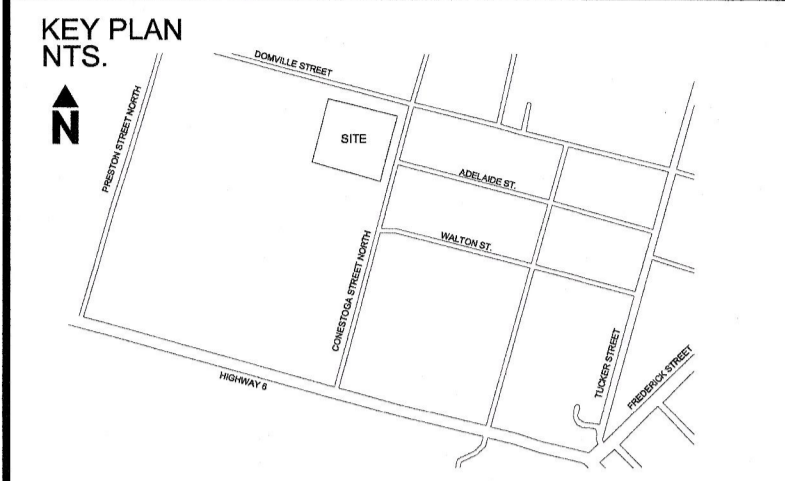 KEY PLAN
NTS.
N
DOMVILLE STREET
PRESTON STREET NORTH
SITE
ADELAIDE ST.
WALTON ST.
CONESTOGA STREET NORTH
HIGHWAY 6
TUCKER STREET
FREDERICK STREET